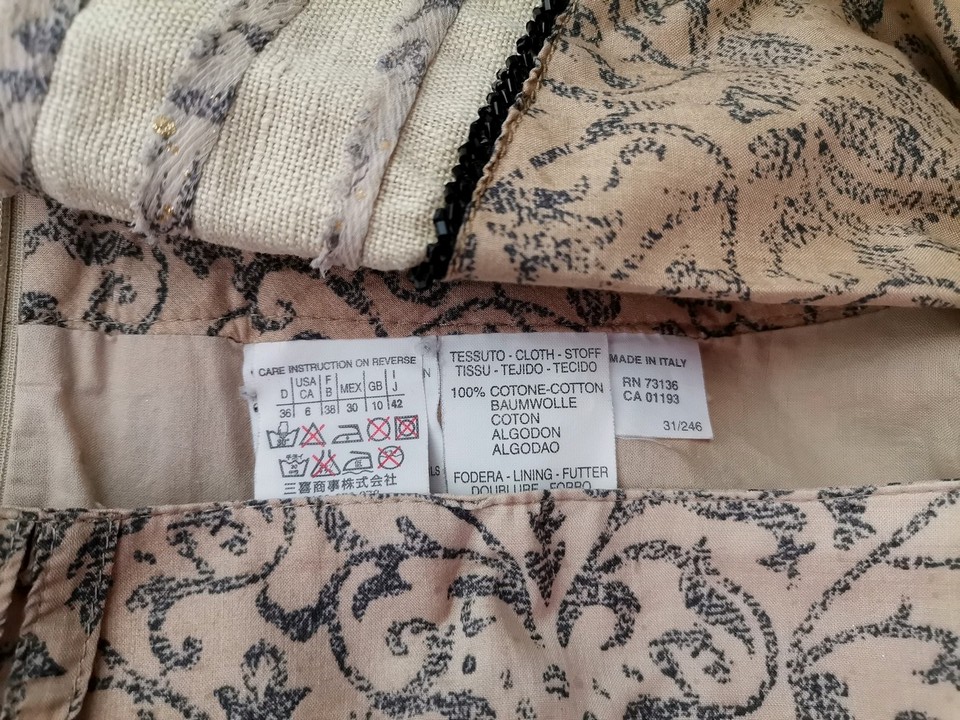 CARE INSTRUCTION ON REVERSE
D USA CA F B MEX GB I J
36 6 38 30 10 42
三喜商事株式会社
TESSUTO - CLOTH - STOFF
TISSU - TEJIDO - TECIDO
100% COTONE-COTTON
BAUMWOLLE
COTON
ALGODON
ALGODAO
FODERA - LINING - FUTTER
DOUBLURE - FORRO
MADE IN ITALY
RN 73136
CA 01193
31/246